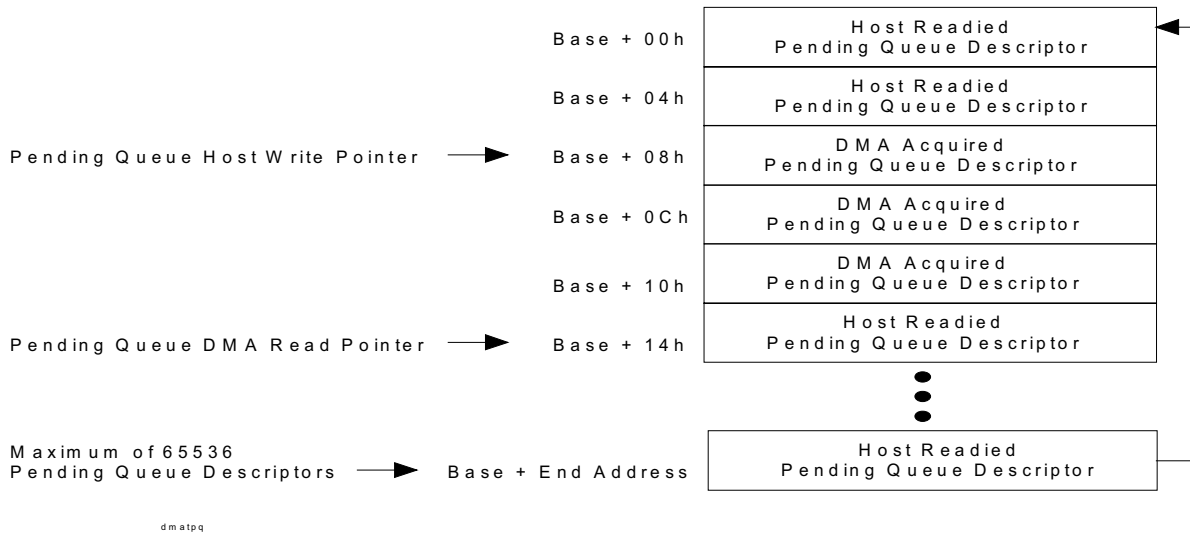 Base + 00h
Host Readied
Pending Queue Descriptor
Base + 04h
Host Readied
Pending Queue Descriptor
Pending Queue Host Write Pointer
Base + 08h
DMA Acquired
Pending Queue Descriptor
Base + 0Ch
DMA Acquired
Pending Queue Descriptor
Base + 10h
DMA Acquired
Pending Queue Descriptor
Pending Queue DMA Read Pointer
Base + 14h
Host Readied
Pending Queue Descriptor
Maximum of 65536
Pending Queue Descriptors
Base + End Address
Host Readied
Pending Queue Descriptor
dmatpq